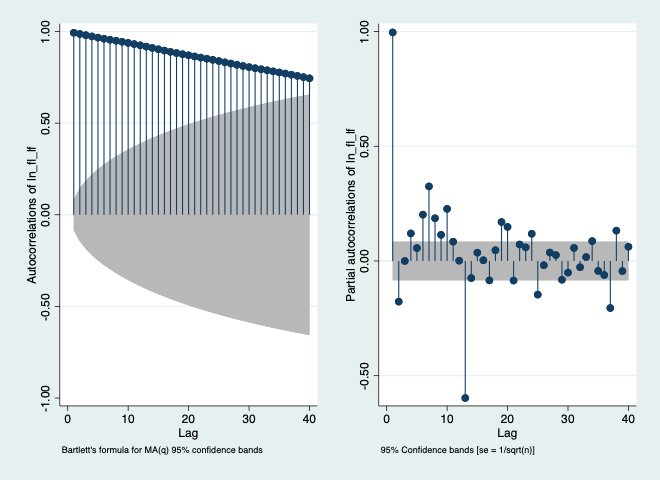 Autocorrelations of ln_fl_lf
1.00
0.50
0.00
-0.50
-1.00
0 10 20 30 40
Lag
Bartlett's formula for MA(q) 95% confidence bands
Partial autocorrelations of ln_fl_lf
1.00
0.50
0.00
-0.50
0 10 20 30 40
Lag
95% Confidence bands [se = 1/sqrt(n)]